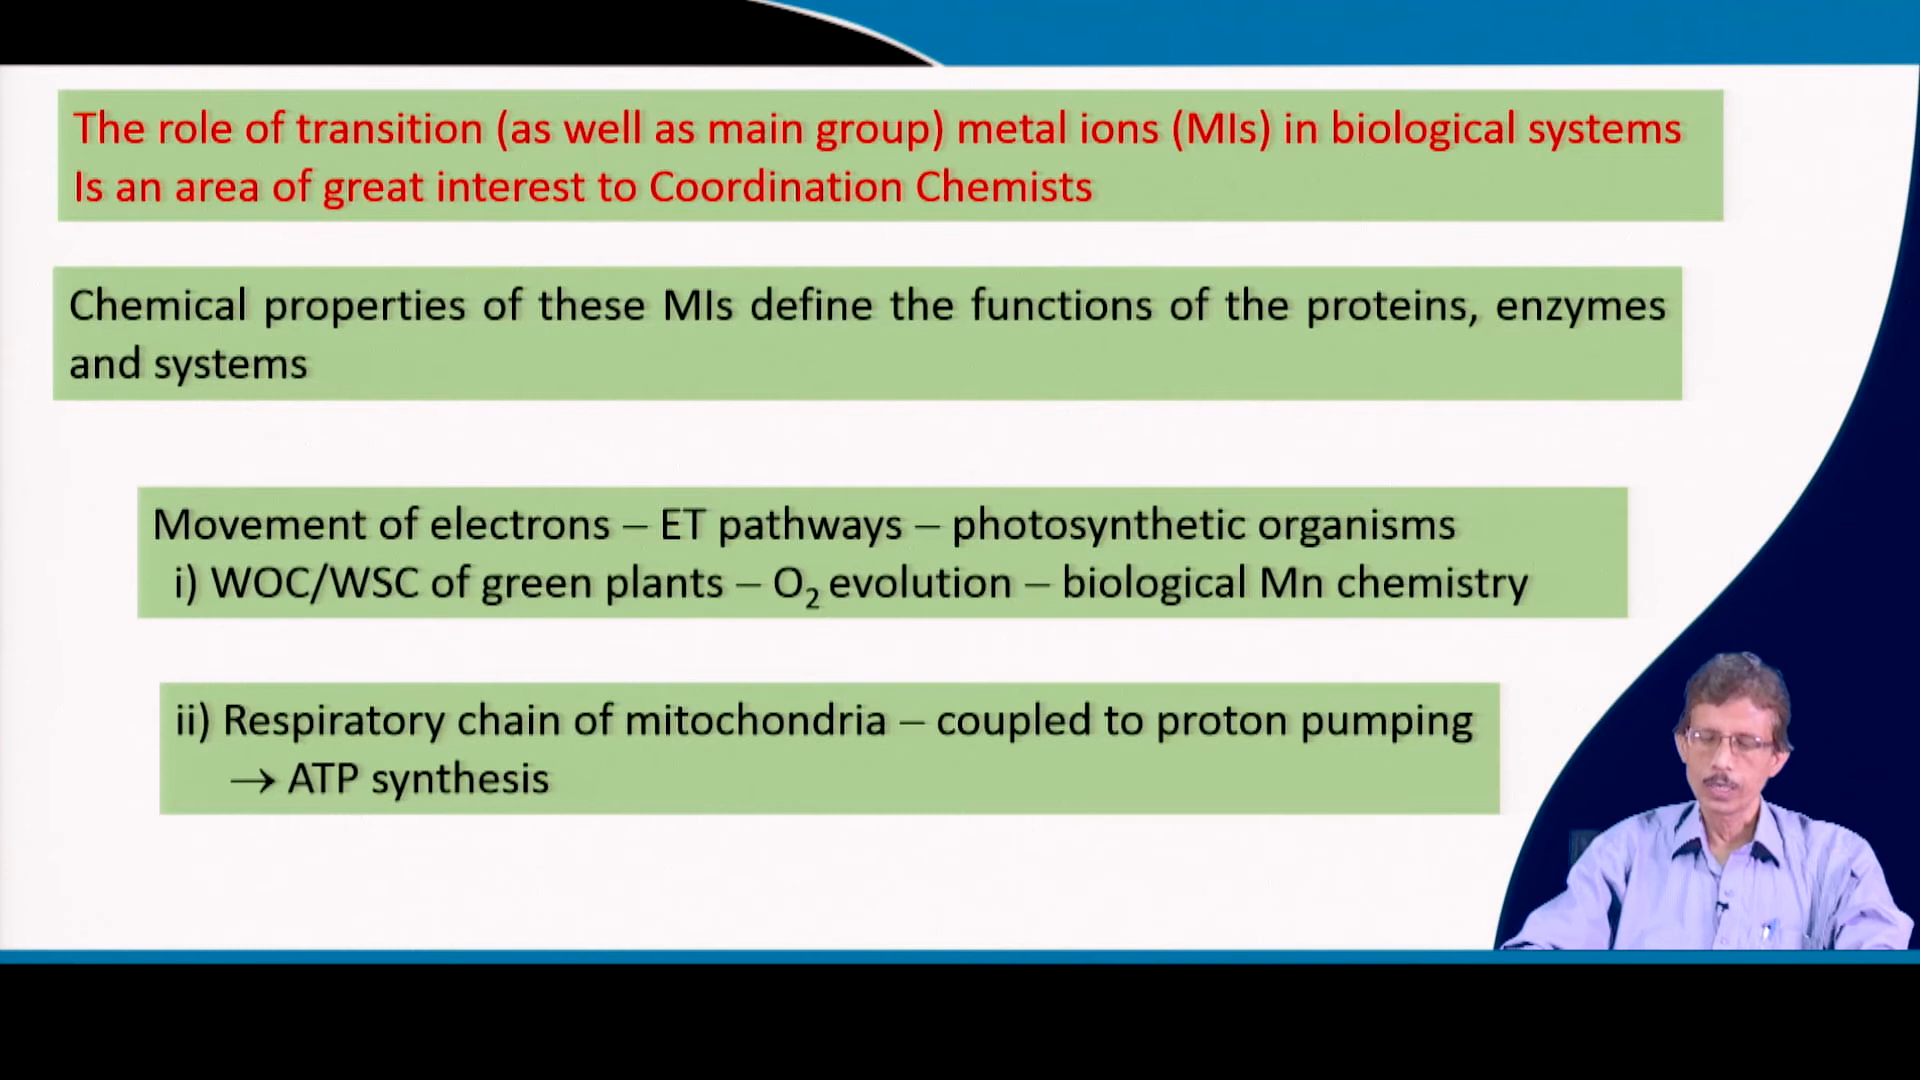 The role of transition (as well as main group) metal ions (MIs) in biological systems
Is an area of great interest to Coordination Chemists
Chemical properties of these MIs define the functions of the proteins, enzymes
and systems
Movement of electrons – ET pathways – photosynthetic organisms
i) WOC/WSC of green plants – O₂ evolution – biological Mn chemistry
ii) Respiratory chain of mitochondria – coupled to proton pumping
→ ATP synthesis